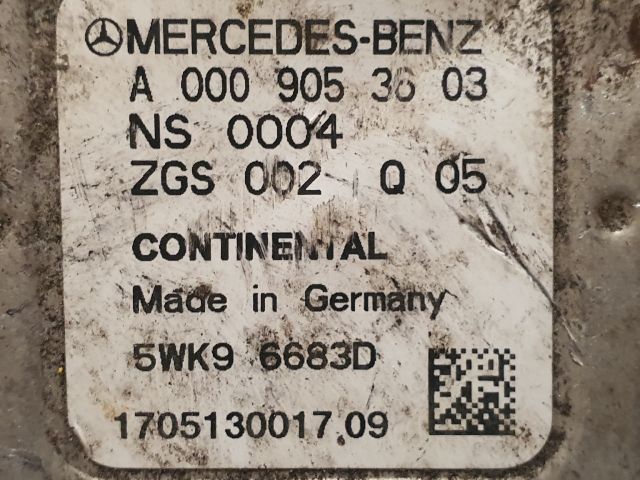 MERCEDES-BENZ
A 000 905 36 03
NS 0004
ZGS 002 Q 05
CONTINENTAL
Made in Germany
5WK9 6683D
1705130017.09